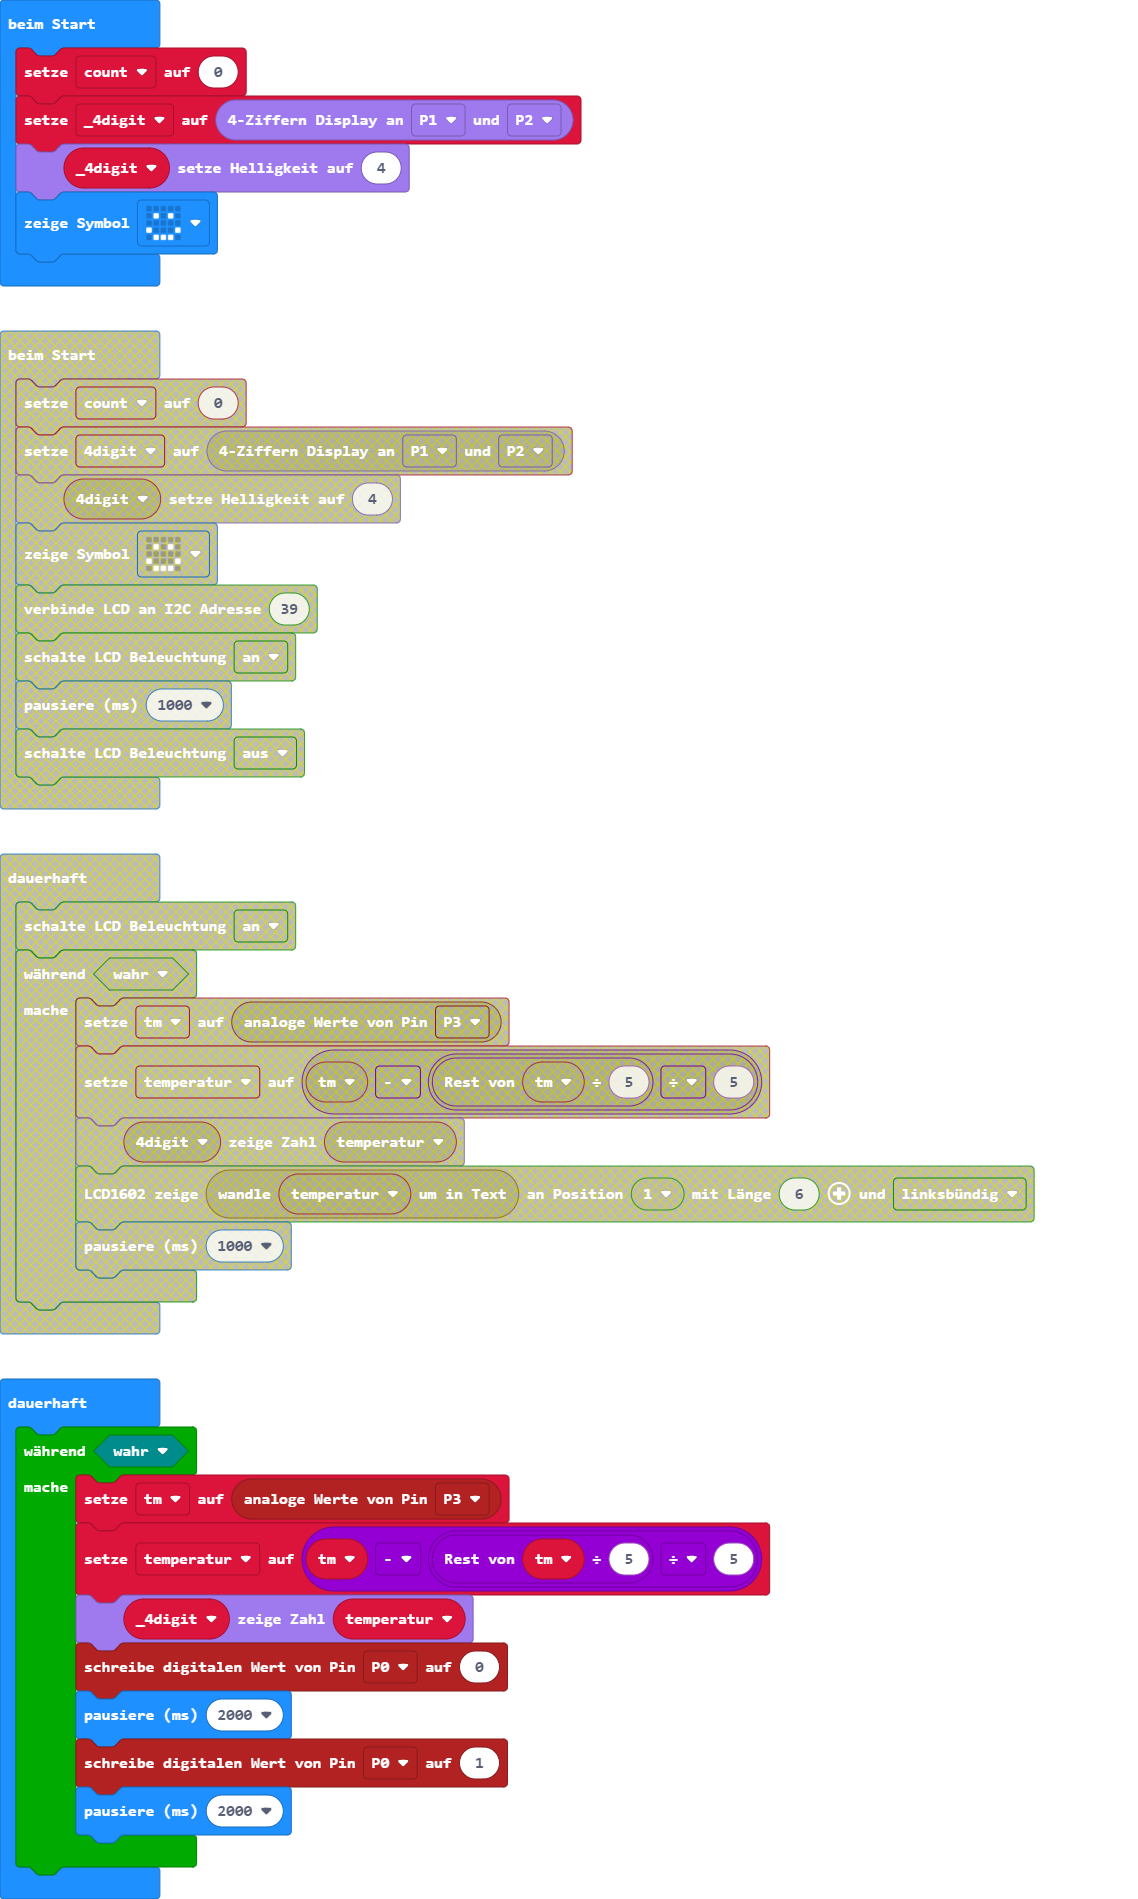 beim Start
setze count auf 0
setze _4digit auf 4-Ziffern Display an P1 und P2
_4digit setze Helligkeit auf 4
zeige Symbol
beim Start
setze count auf 0
setze 4digit auf 4-Ziffern Display an P1 und P2
4digit setze Helligkeit auf 4
zeige Symbol
verbinde LCD an I2C Adresse 39
schalte LCD Beleuchtung an
pausiere (ms) 1000
schalte LCD Beleuchtung aus
dauerhaft
schalte LCD Beleuchtung an
während wahr
mache
setze tm auf analoge Werte von Pin P3
setze temperatur auf tm - Rest von tm ÷ 5 ÷ 5
4digit zeige Zahl temperatur
LCD1602 zeige wandle temperatur um in Text an Position 1 mit Länge 6 und linksbündig
pausiere (ms) 1000
dauerhaft
während wahr
mache
setze tm auf analoge Werte von Pin P3
setze temperatur auf tm - Rest von tm ÷ 5 ÷ 5
_4digit zeige Zahl temperatur
schreibe digitalen Wert von Pin P0 auf 0
pausiere (ms) 2000
schreibe digitalen Wert von Pin P0 auf 1
pausiere (ms) 2000